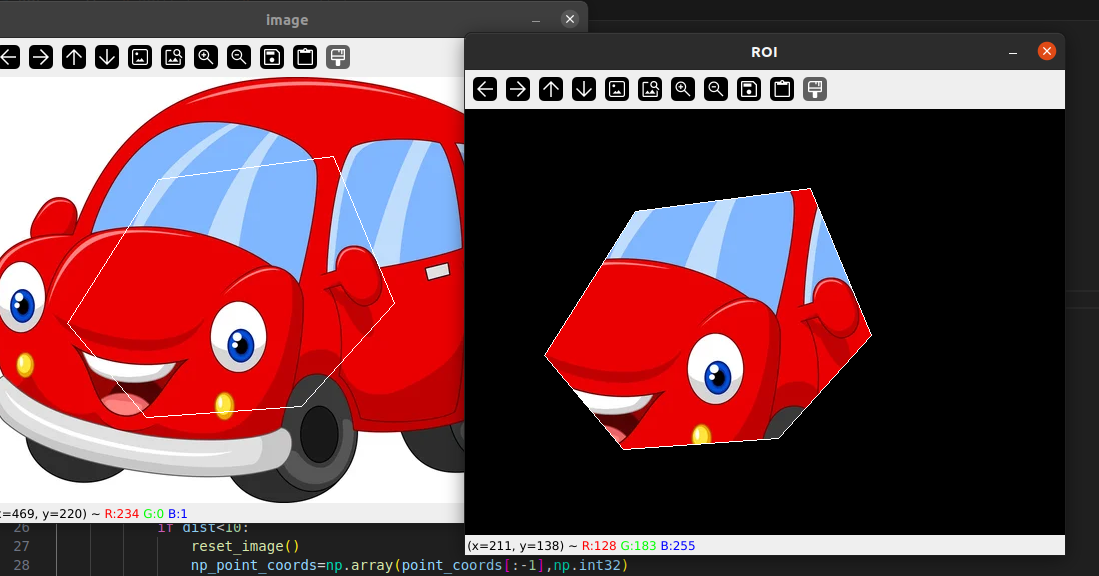 image
ROI
x=469, y=220) ~ R:234 G:0 B:1
(x=211, y=138) ~ R:128 G:183 B:255
26 if dist<10:
27 reset_image()
28 np_point_coords=np.array(point_coords[:-1],np.int32)